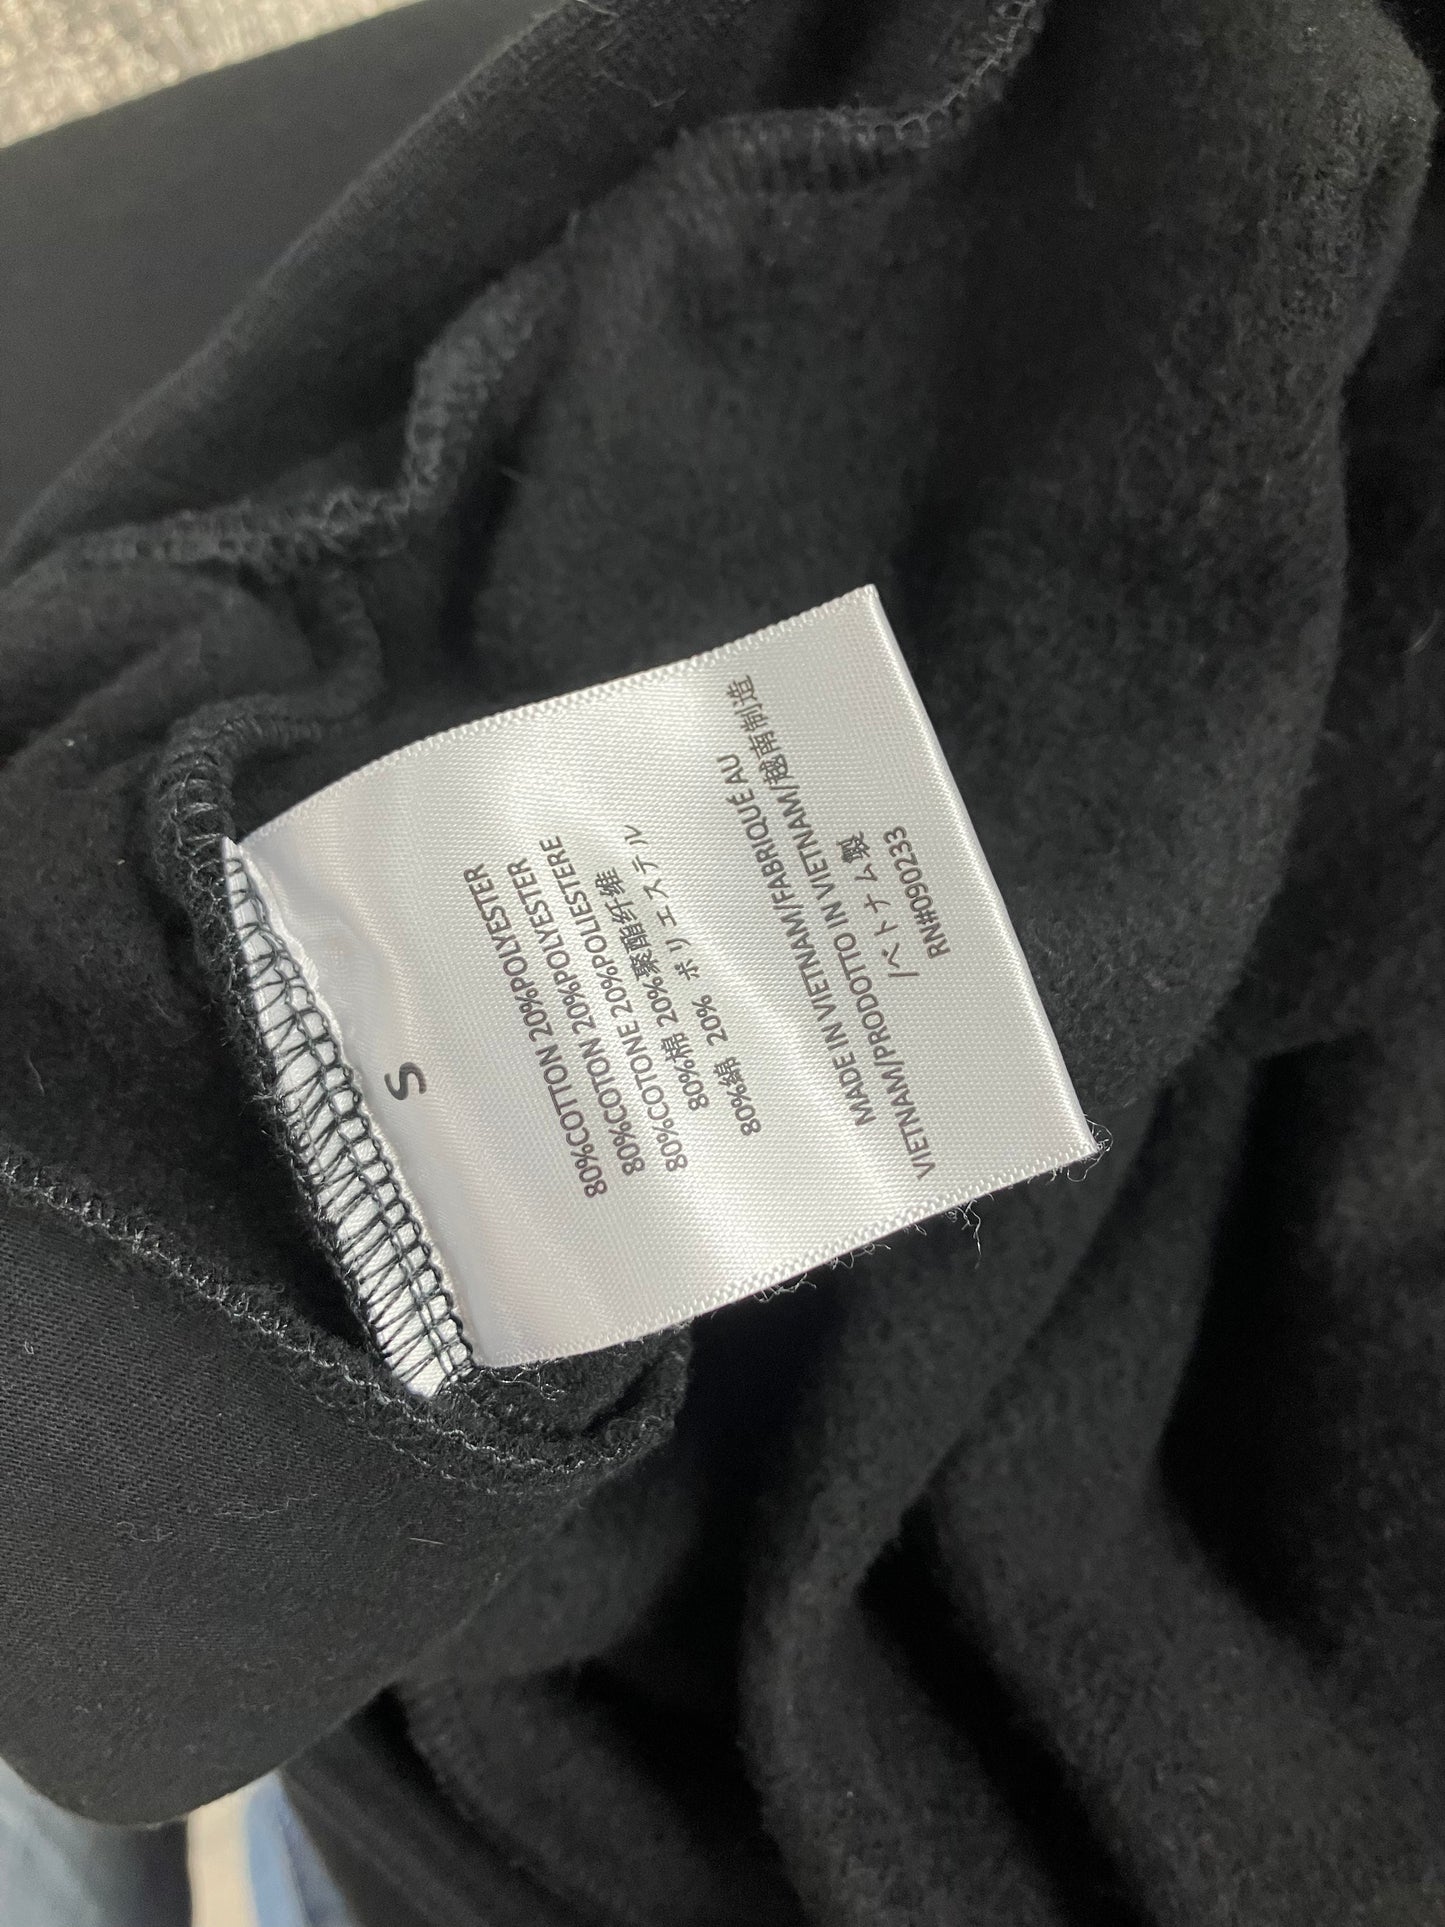 S
80%COTTON 20%POLYESTER
80%COTON 20%POLYESTER
80%COTONE 20%POLIESTERE
80%棉 20%聚酯纤维
80%綿 20% ポリエステル
MADE IN VIETNAM/FABRIQUÉ AU
VIETNAM/PRODOTTO IN VIETNAM/越南制造
/ベトナム製
RN#090233